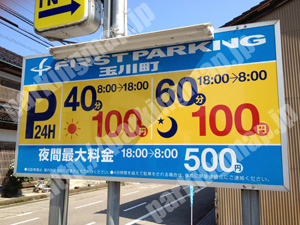 IN
FIRST PARKING
玉川町
P 24H
40分 8:00→18:00 100円
60分 18:00→8:00 100円
夜間最大料金 18:00→8:00 500円